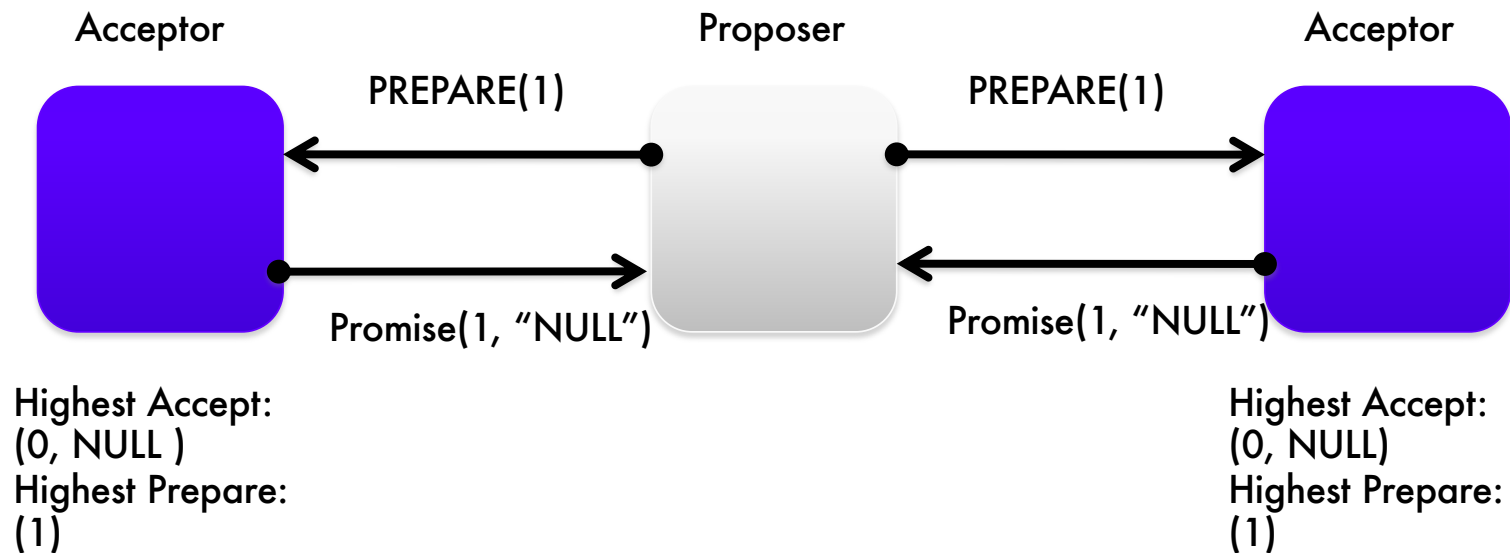 Acceptor
Proposer
Acceptor
PREPARE(1)
PREPARE(1)
Promise(1, “NULL”)
Promise(1, “NULL”)
Highest Accept:
(0, NULL )
Highest Prepare:
(1)
Highest Accept:
(0, NULL)
Highest Prepare:
(1)